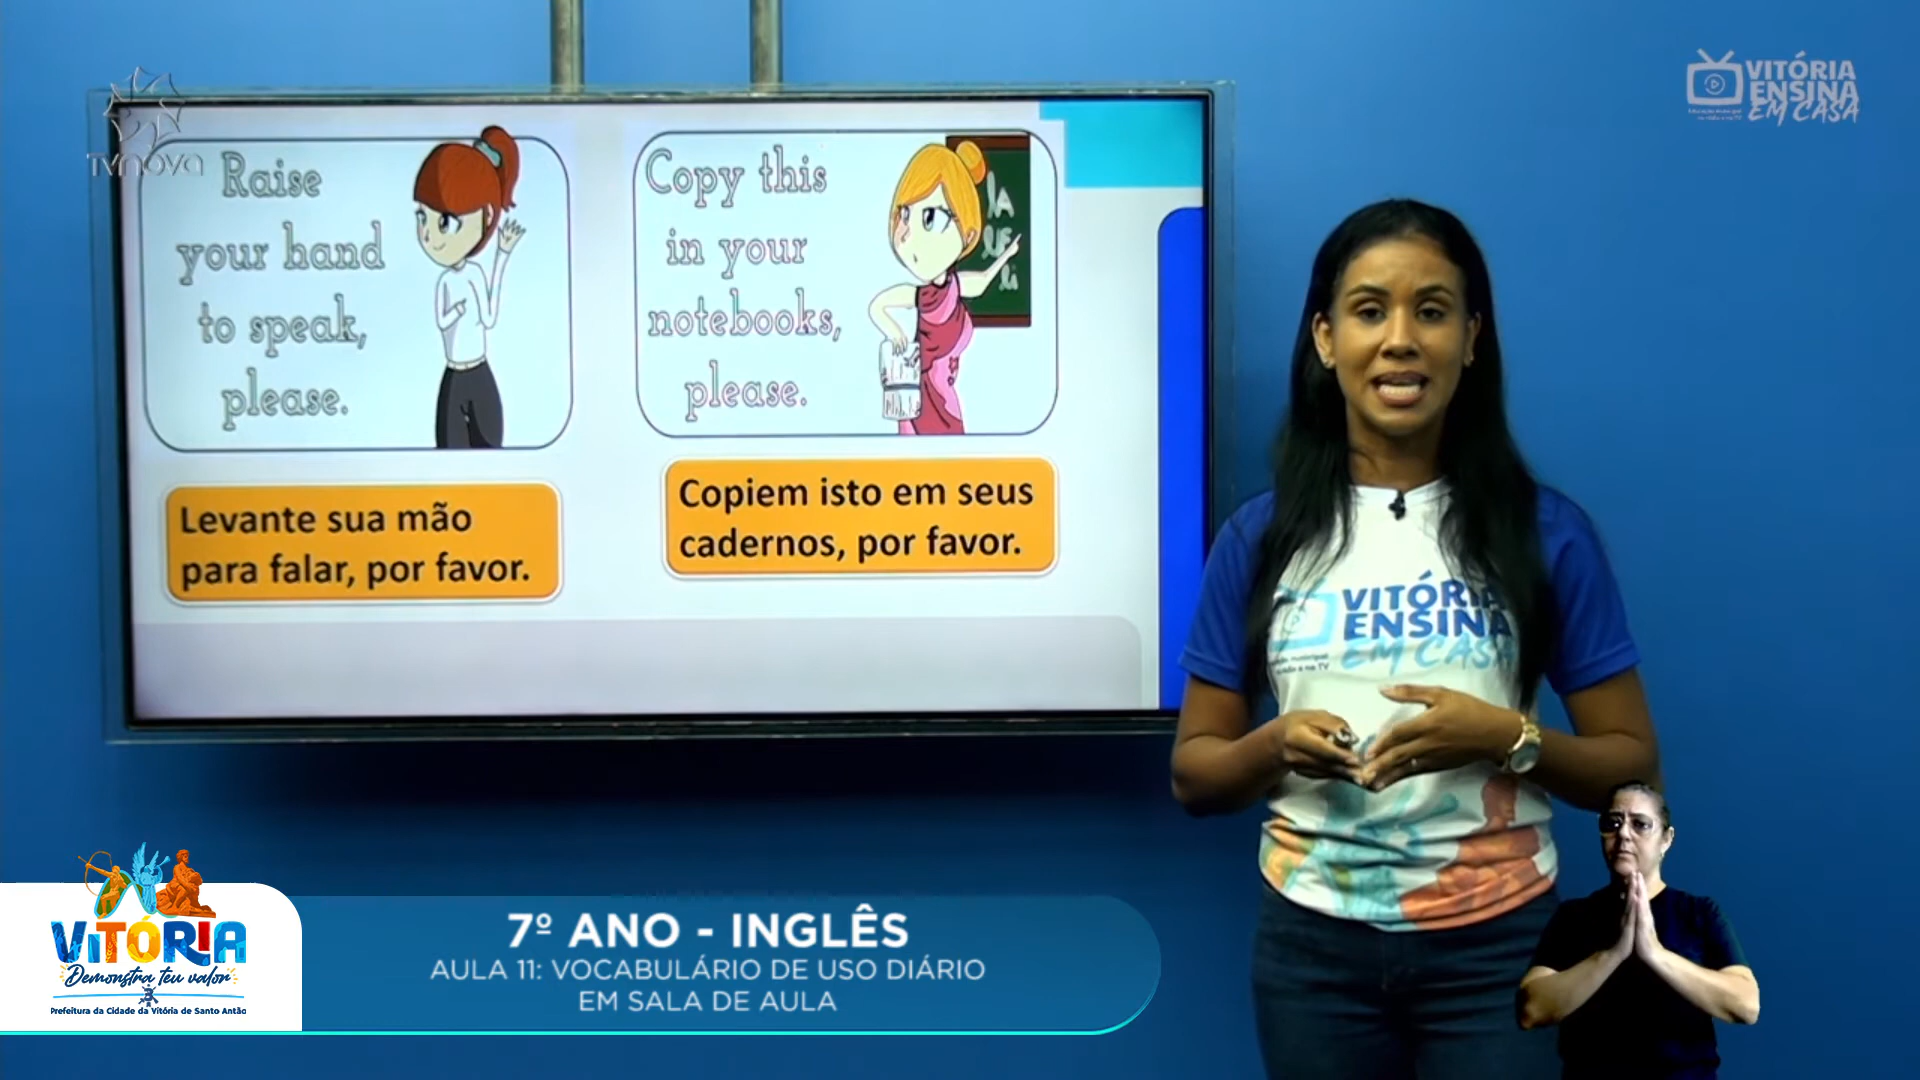 TVnova
VITÓRIA
ENSINA
EM CASA
Raise
your hand
to speak,
please.
Copy this
in your
notebooks,
please.
la
le
li
Levante sua mão
para falar, por favor.
Copiem isto em seus
cadernos, por favor.
VITÓRIA
ENSINA
EM CASA
VITÓRIA
Demonstra teu valor
Prefeitura da Cidade da Vitória de Santo Antão
7º ANO - INGLÊS
AULA 11: VOCABULÁRIO DE USO DIÁRIO
EM SALA DE AULA